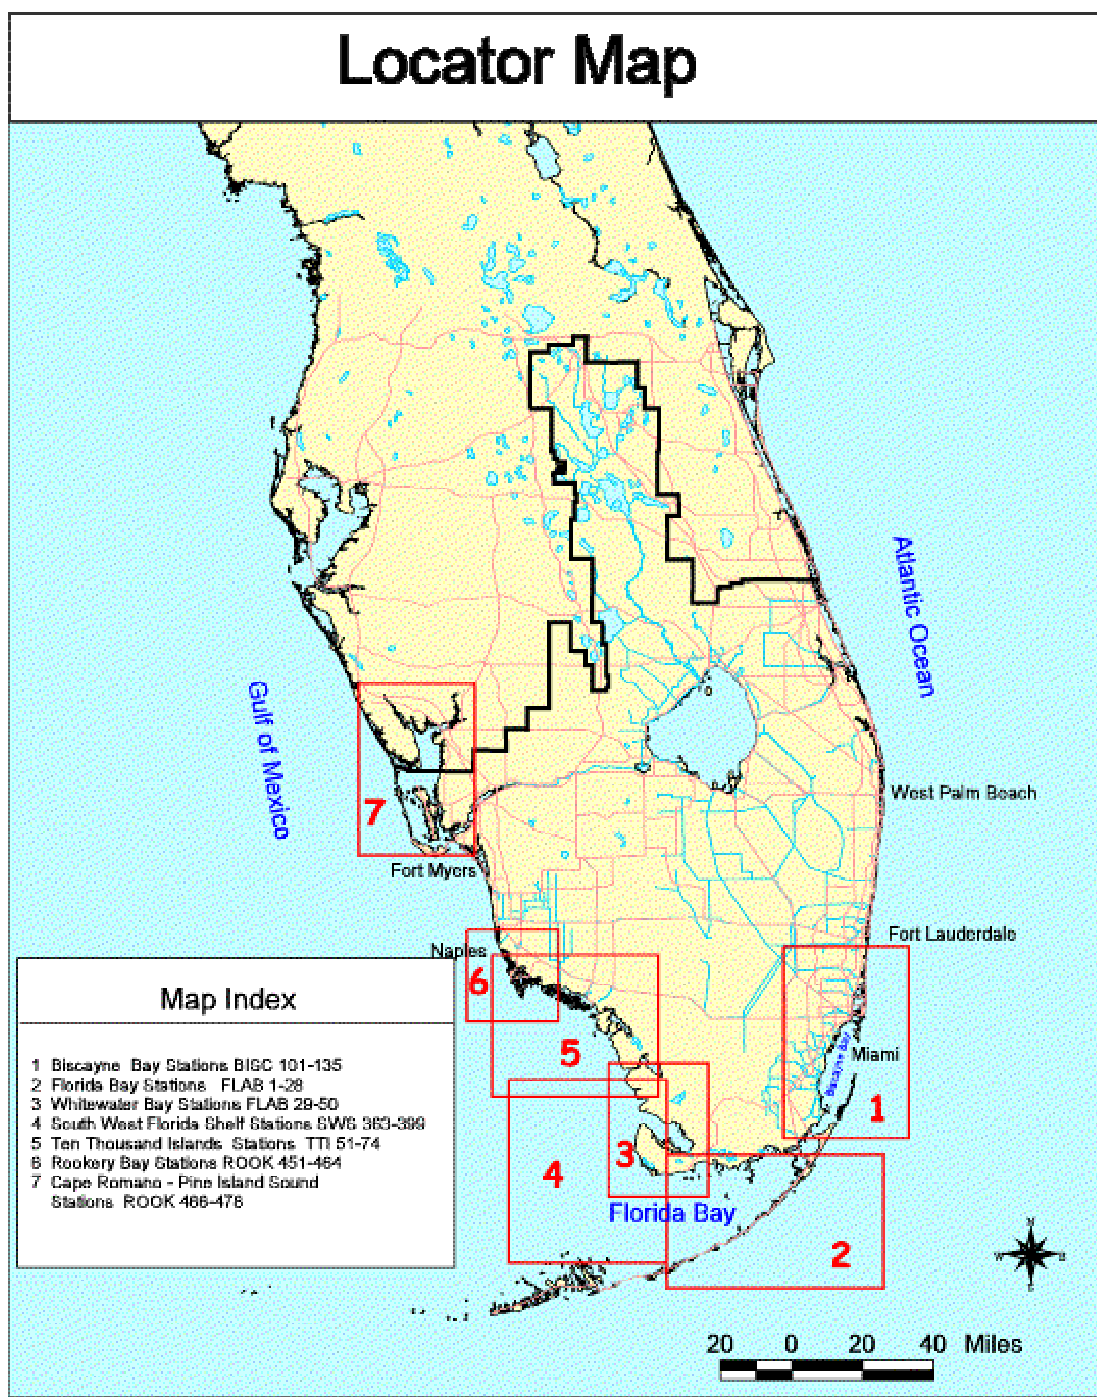 Locator Map
Atlantic Ocean
Gulf of Mexico
7
West Palm Beach
Fort Myers
Fort Lauderdale
Naples
6
5
Miami
Biscayne Bay
1
3
4
Florida Bay
2
Map Index
1 Biscayne Bay Stations BISC 101-135
2 Florida Bay Stations FLAB 1-28
3 Whitewater Bay Stations FLAB 29-50
4 South West Florida Shelf Stations SWS 363-399
5 Ten Thousand Islands Stations TTI 51-74
6 Rookery Bay Stations ROOK 451-464
7 Cape Romano - Pine Island Sound
Stations ROOK 466-478
N
W E
S
20 0 20 40 Miles